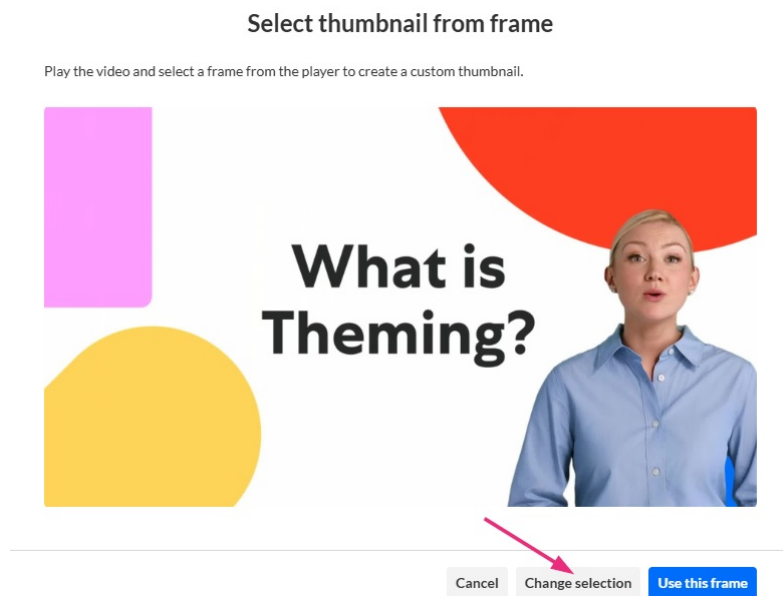 Select thumbnail from frame
Play the video and select a frame from the player to create a custom thumbnail.
What is
Theming?
Cancel
Change selection
Use this frame